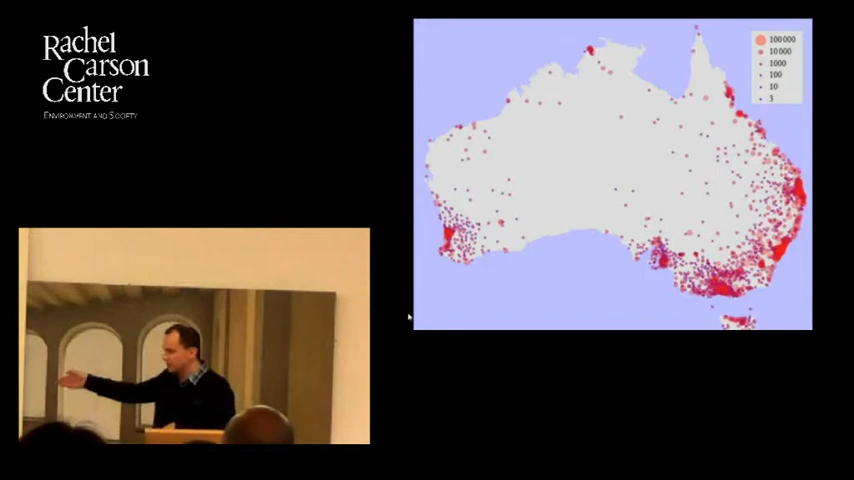 Rachel
Carson
Center
ENVIRONMENT AND SOCIETY
100 000
10 000
1000
100
10
3